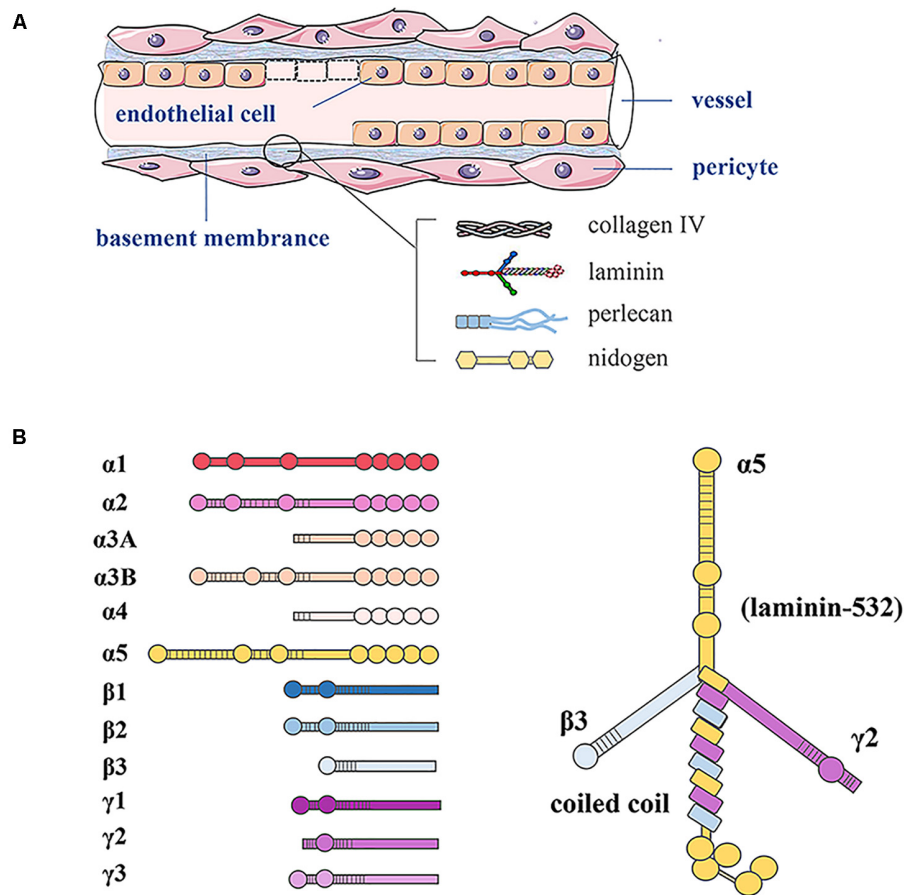 A
endothelial cell
vessel
pericyte
basement membrance
collagen IV
laminin
perlecan
nidogen
B
α1
α2
α3A
α3B
α4
α5
β1
β2
β3
γ1
γ2
γ3
α5
(laminin-532)
β3
γ2
coiled coil